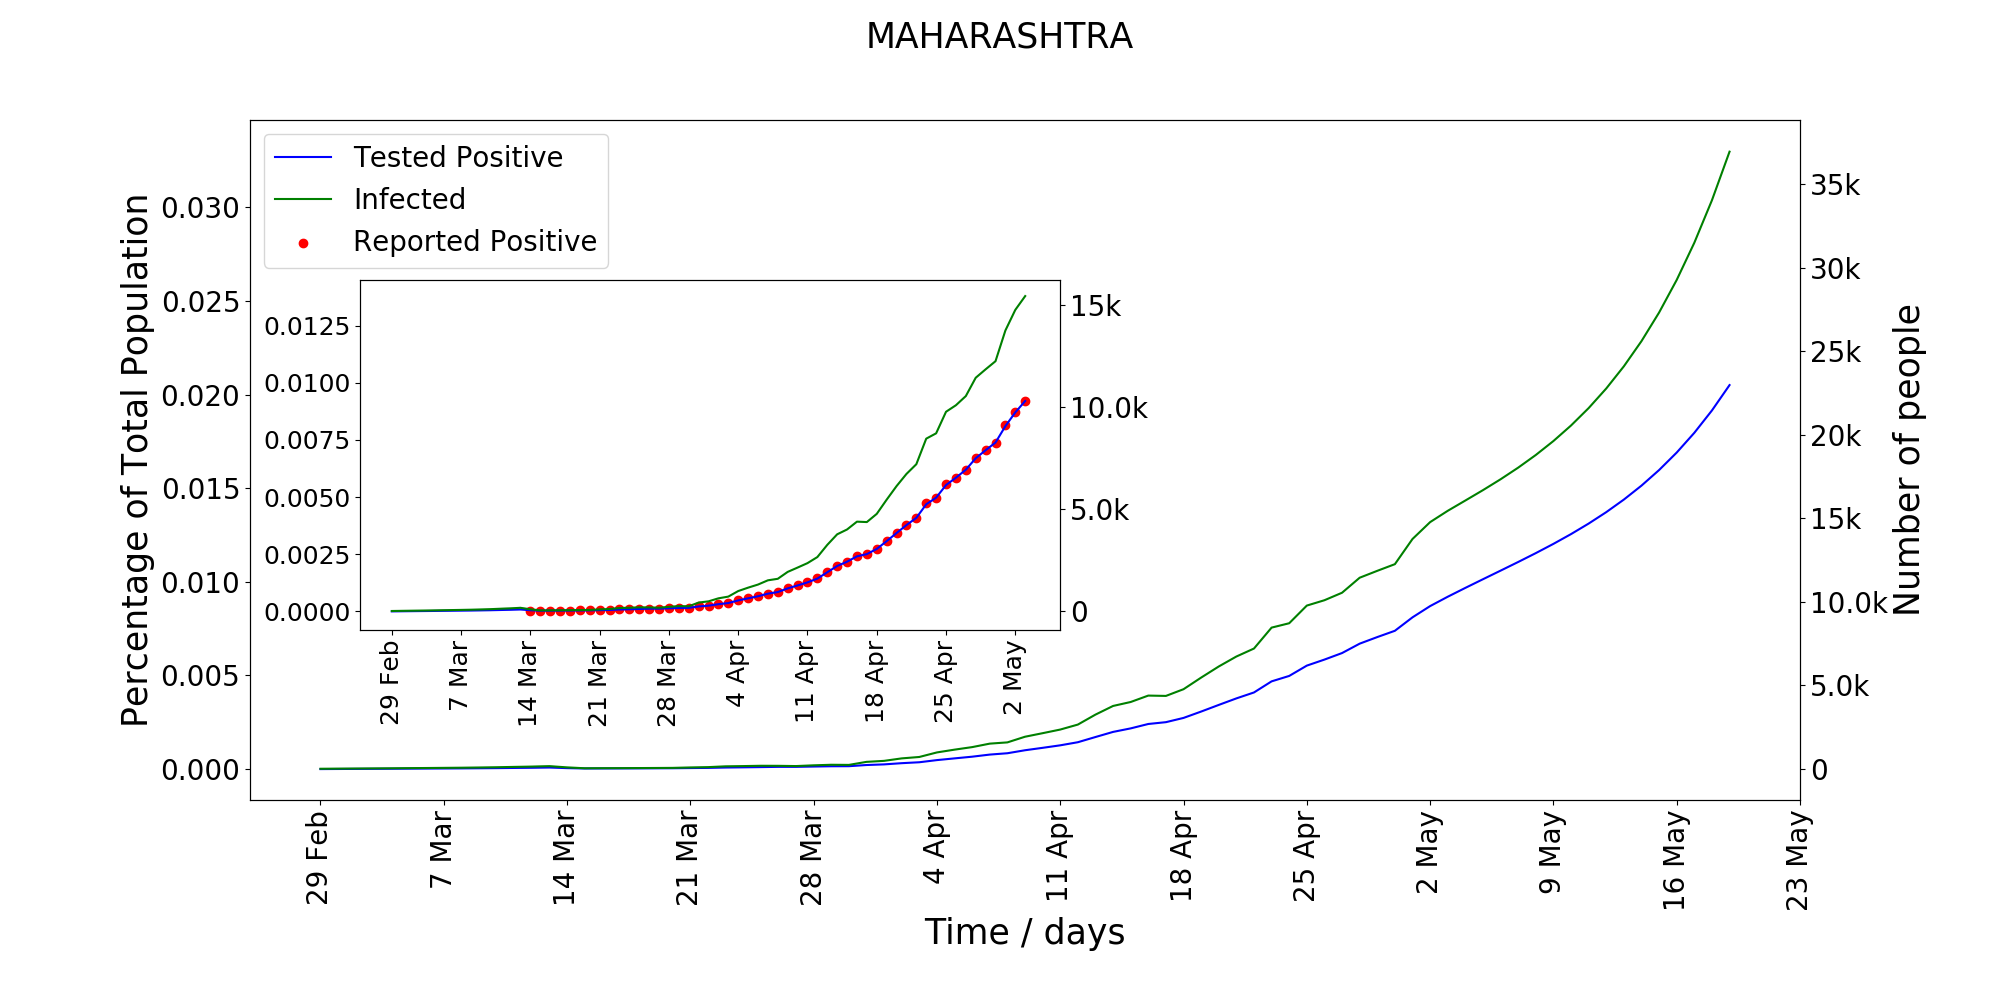 MAHARASHTRA
Tested Positive
Infected
Reported Positive
Percentage of Total Population
0.030
0.025
0.020
0.015
0.010
0.005
0.000
35k
30k
25k
20k
15k
10.0k
5.0k
0
Number of people
0.0125
0.0100
0.0075
0.0050
0.0025
0.0000
15k
10.0k
5.0k
0
29 Feb
7 Mar
14 Mar
21 Mar
28 Mar
4 Apr
11 Apr
18 Apr
25 Apr
2 May
29 Feb
7 Mar
14 Mar
21 Mar
28 Mar
4 Apr
11 Apr
18 Apr
25 Apr
2 May
9 May
16 May
23 May
Time / days